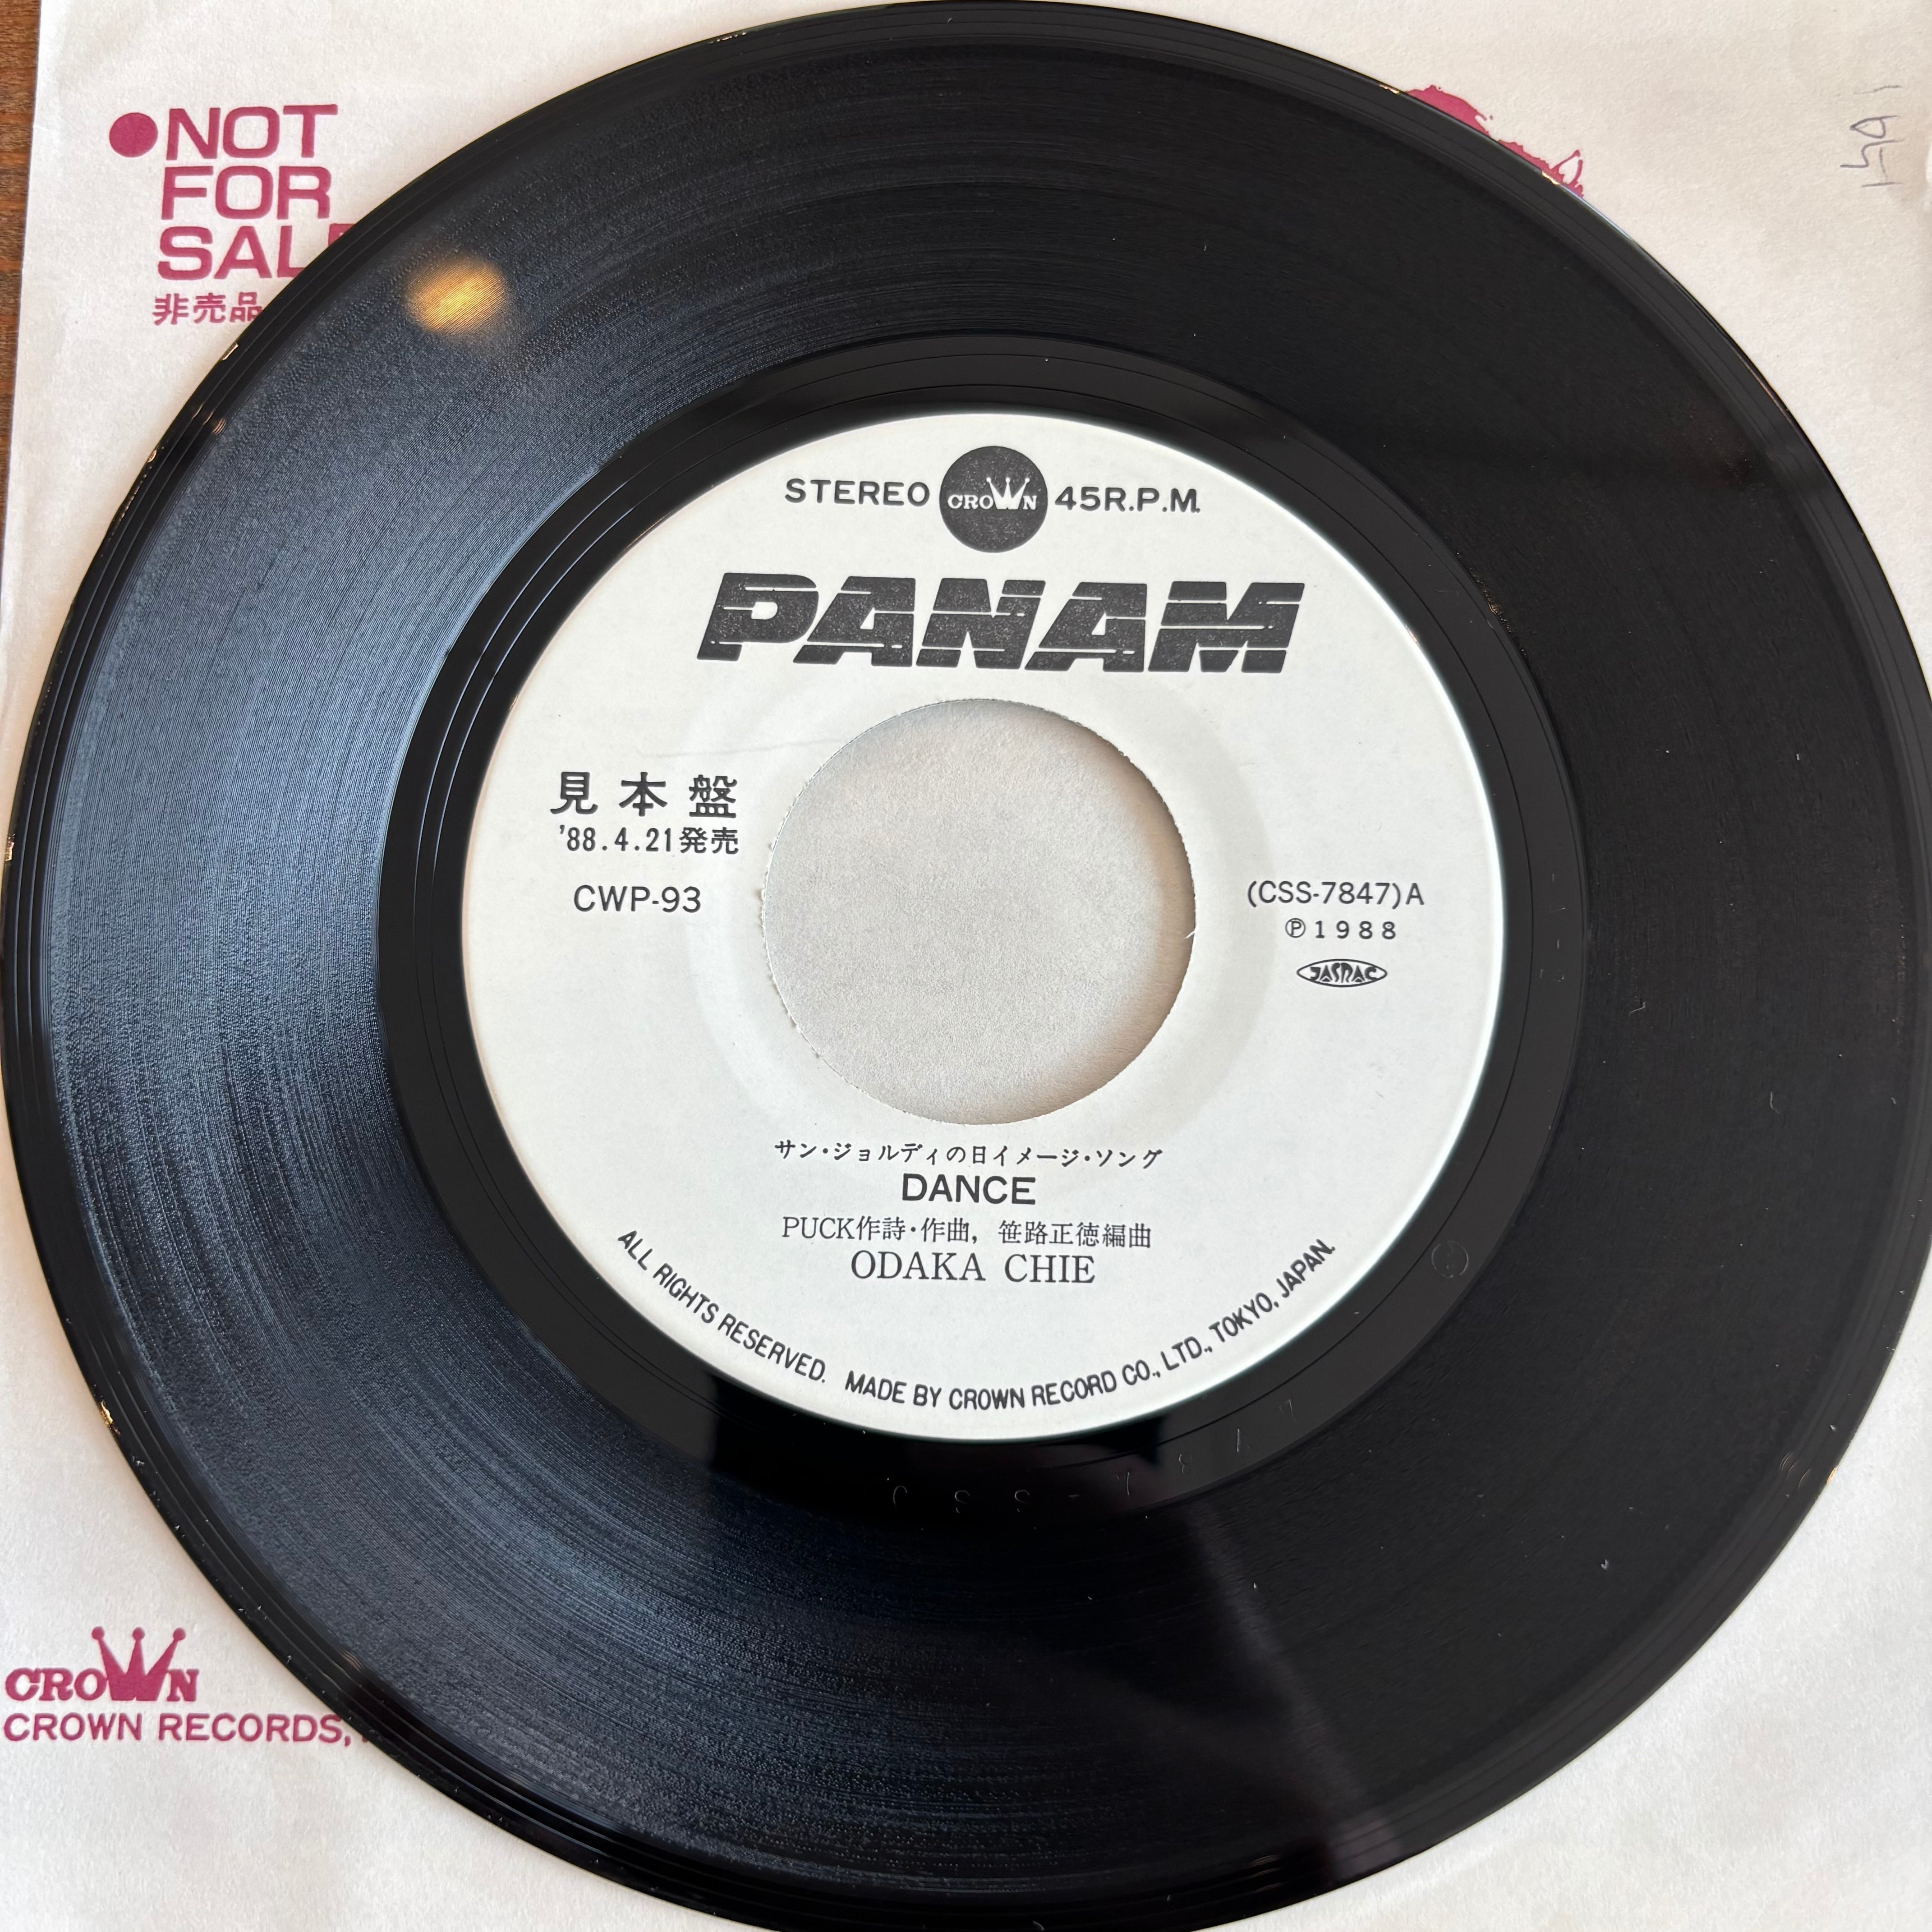 ●NOT
FOR
SALE
非売品
STEREO CROWN 45R.P.M.
PANAM
見本盤
'88.4.21発売
CWP-93
(CSS-7847)A
Ⓟ1988
JASRAC
サン・ジョルディの日イメージ・ソング
DANCE
PUCK作詩・作曲, 笹路正徳編曲
ODAKA CHIE
ALL RIGHTS RESERVED. MADE BY CROWN RECORD CO., LTD., TOKYO, JAPAN.
CROWN
CROWN RECORDS,